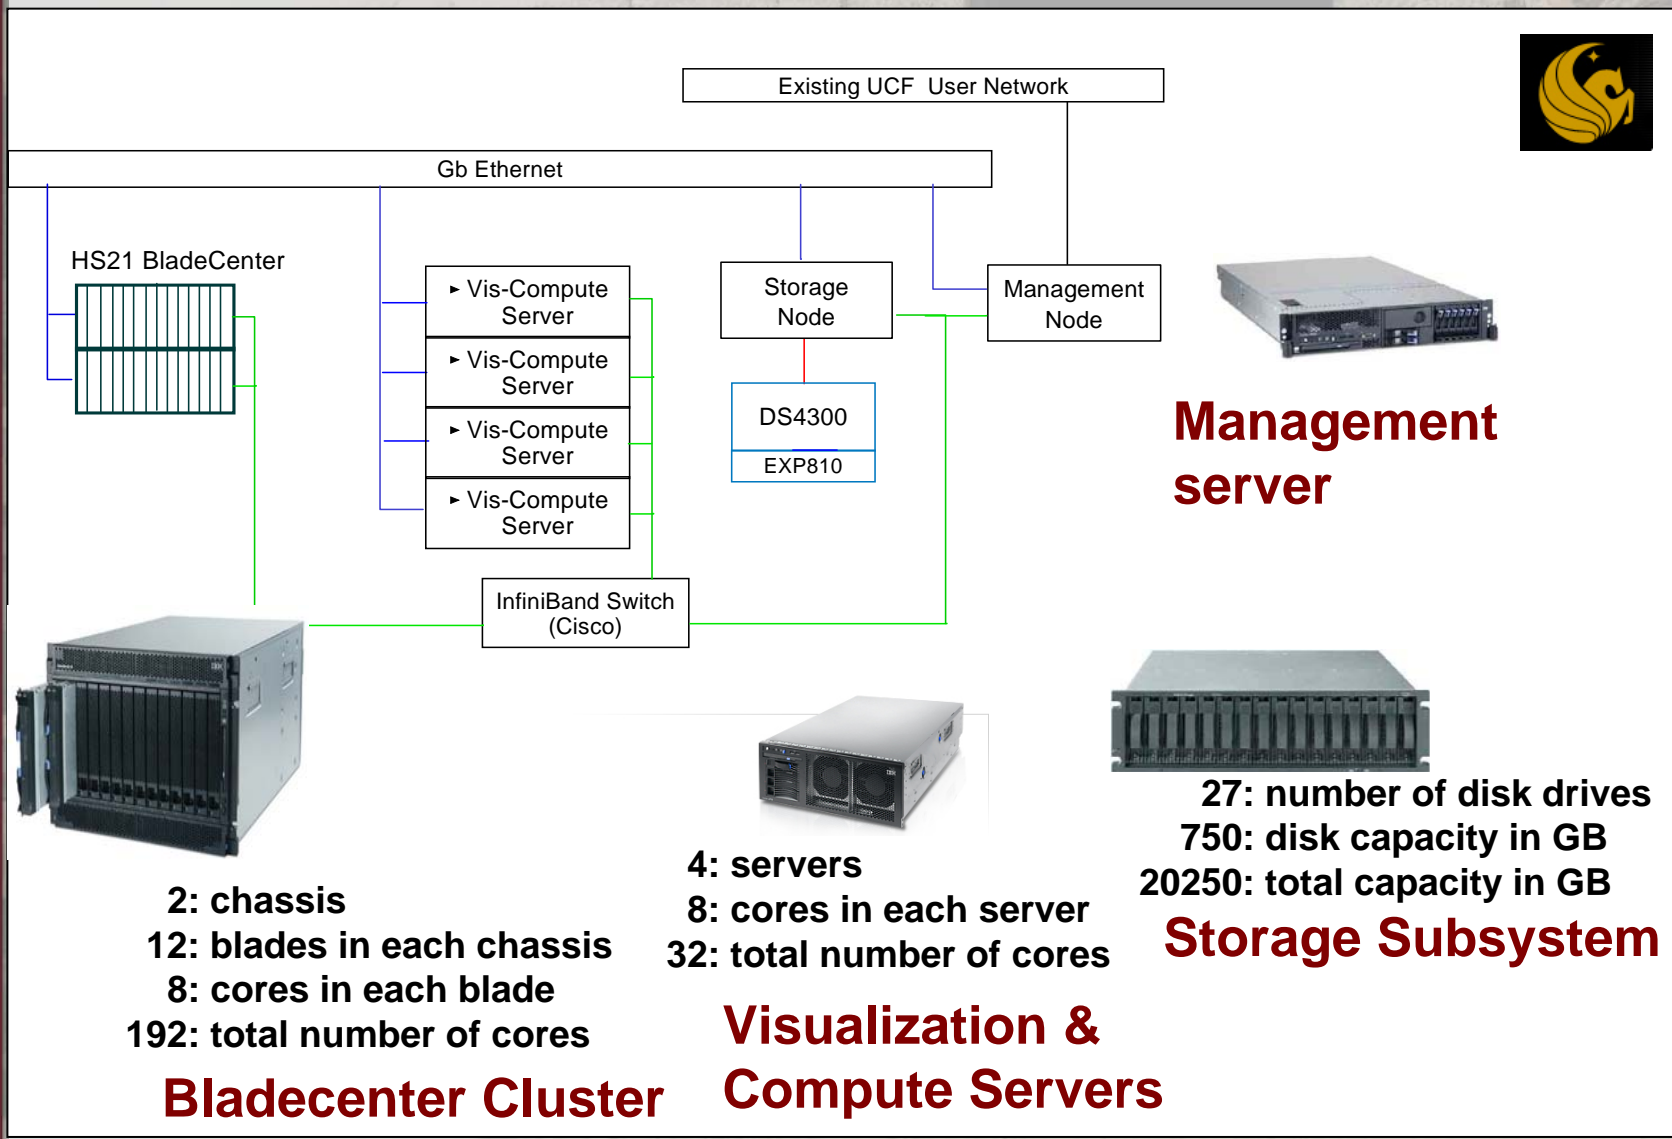 Existing UCF User Network
Gb Ethernet
HS21 BladeCenter
► Vis-Compute
Server
► Vis-Compute
Server
► Vis-Compute
Server
► Vis-Compute
Server
Storage
Node
Management
Node
DS4300
EXP810
InfiniBand Switch
(Cisco)
Management
server
2: chassis
12: blades in each chassis
8: cores in each blade
192: total number of cores
Bladecenter Cluster
4: servers
8: cores in each server
32: total number of cores
Visualization &
Compute Servers
27: number of disk drives
750: disk capacity in GB
20250: total capacity in GB
Storage Subsystem